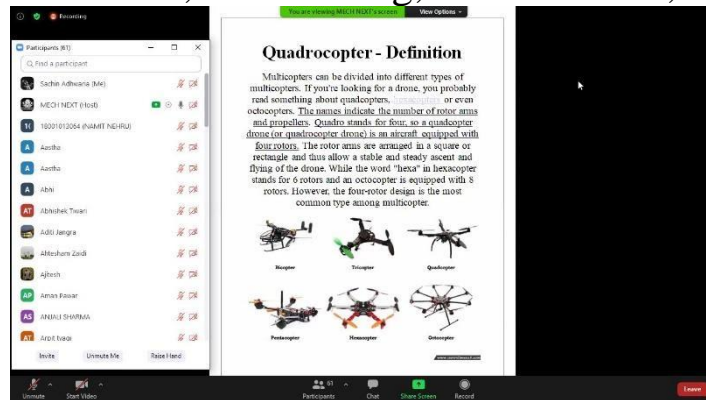 Recording
You are viewing MECH NEXT's screen
View Options
Participants (61)
Find a participant
Sachin Adhwaria (Me)
MECH NEXT (Host)
18001012054 (NAMIT NEHRU)
A Aastha
A Aastha
A Abhi
AT Abhishek Tiwari
Aditi Jangra
Ahtesham Zaidi
Ajitesh
AP Aman Pawar
AS ANJALI SHARMA
AT Arpit tyagi
Invite
Unmute Me
Raise Hand
Quadrocopter - Definition
Multicopters can be divided into different types of
multicopters. If you're looking for a drone, you probably
read something about quadcopters, hexacopters or even
octocopters. The names indicate the number of rotor arms
and propellers. Quadro stands for four, so a quadcopter
drone (or quadrocopter drone) is an aircraft equipped with
four rotors. The rotor arms are arranged in a square or
rectangle and thus allow a stable and steady ascent and
flying of the drone. While the word "hexa" in hexacopter
stands for 6 rotors and an octocopter is equipped with 8
rotors. However, the four-rotor design is the most
common type among multicopter.
Bicopter
Tricopter
Quadcopter
Pentacopter
Hexacopter
Octocopter
Unmute
Start Video
61
Participants
Chat
Share Screen
Record
Leave